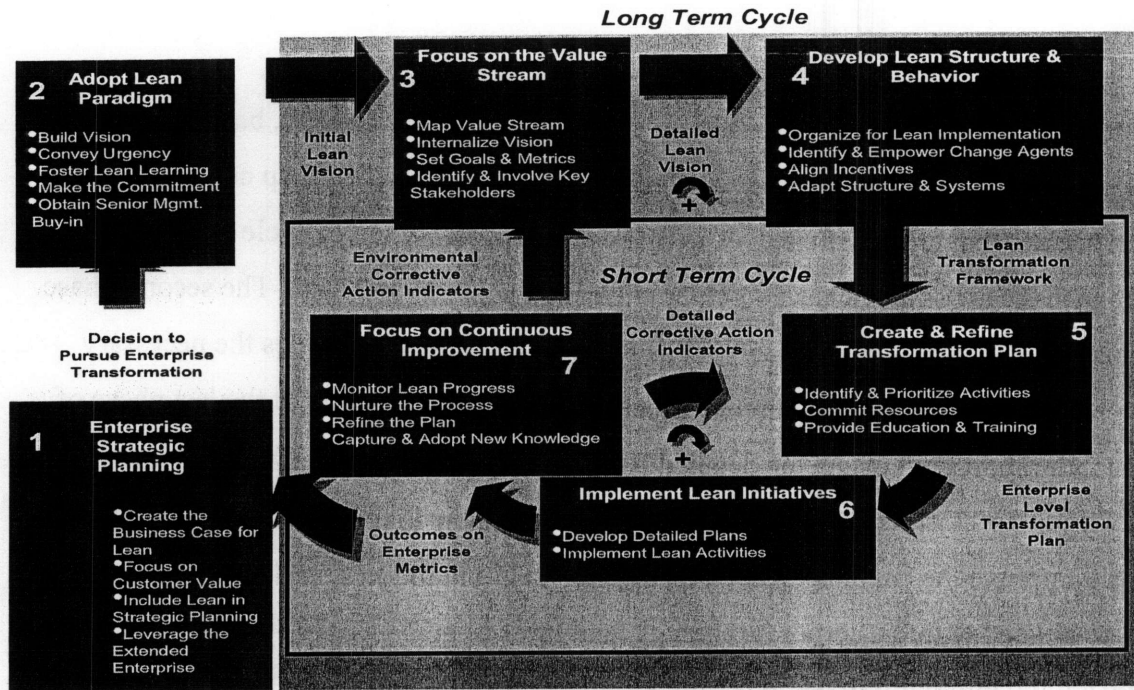 Long Term Cycle
2
Adopt Lean
Paradigm
•Build Vision
•Convey Urgency
•Foster Lean Learning
•Make the Commitment
•Obtain Senior Mgmt.
Buy-in
Initial
Lean
Vision
3
Focus on the Value
Stream
•Map Value Stream
•Internalize Vision
•Set Goals & Metrics
•Identify & Involve Key
Stakeholders
Detailed
Lean
Vision
+
4
Develop Lean Structure &
Behavior
•Organize for Lean Implementation
•Identify & Empower Change Agents
•Align Incentives
•Adapt Structure & Systems
Decision to
Pursue Enterprise
Transformation
Environmental
Corrective
Action Indicators
Short Term Cycle
Lean
Transformation
Framework
Focus on Continuous
Improvement
7
•Monitor Lean Progress
•Nurture the Process
•Refine the Plan
•Capture & Adopt New Knowledge
Detailed
Corrective Action
Indicators
+
Create & Refine
Transformation Plan
5
•Identify & Prioritize Activities
•Commit Resources
•Provide Education & Training
1
Enterprise
Strategic
Planning
•Create the
Business Case for
Lean
•Focus on
Customer Value
•Include Lean in
Strategic Planning
•Leverage the
Extended
Enterprise
Outcomes on
Enterprise
Metrics
Implement Lean Initiatives
6
•Develop Detailed Plans
•Implement Lean Activities
Enterprise
Level
Transformation
Plan